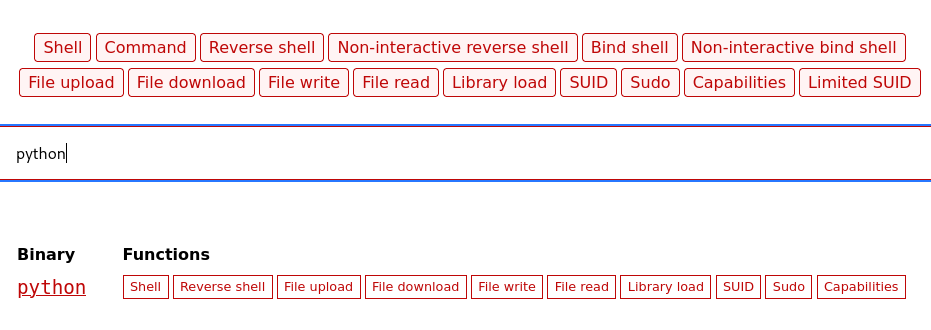 Shell Command Reverse shell Non-interactive reverse shell Bind shell Non-interactive bind shell
File upload File download File write File read Library load SUID Sudo Capabilities Limited SUID
python
Binary Functions
python Shell Reverse shell File upload File download File write File read Library load SUID Sudo Capabilities